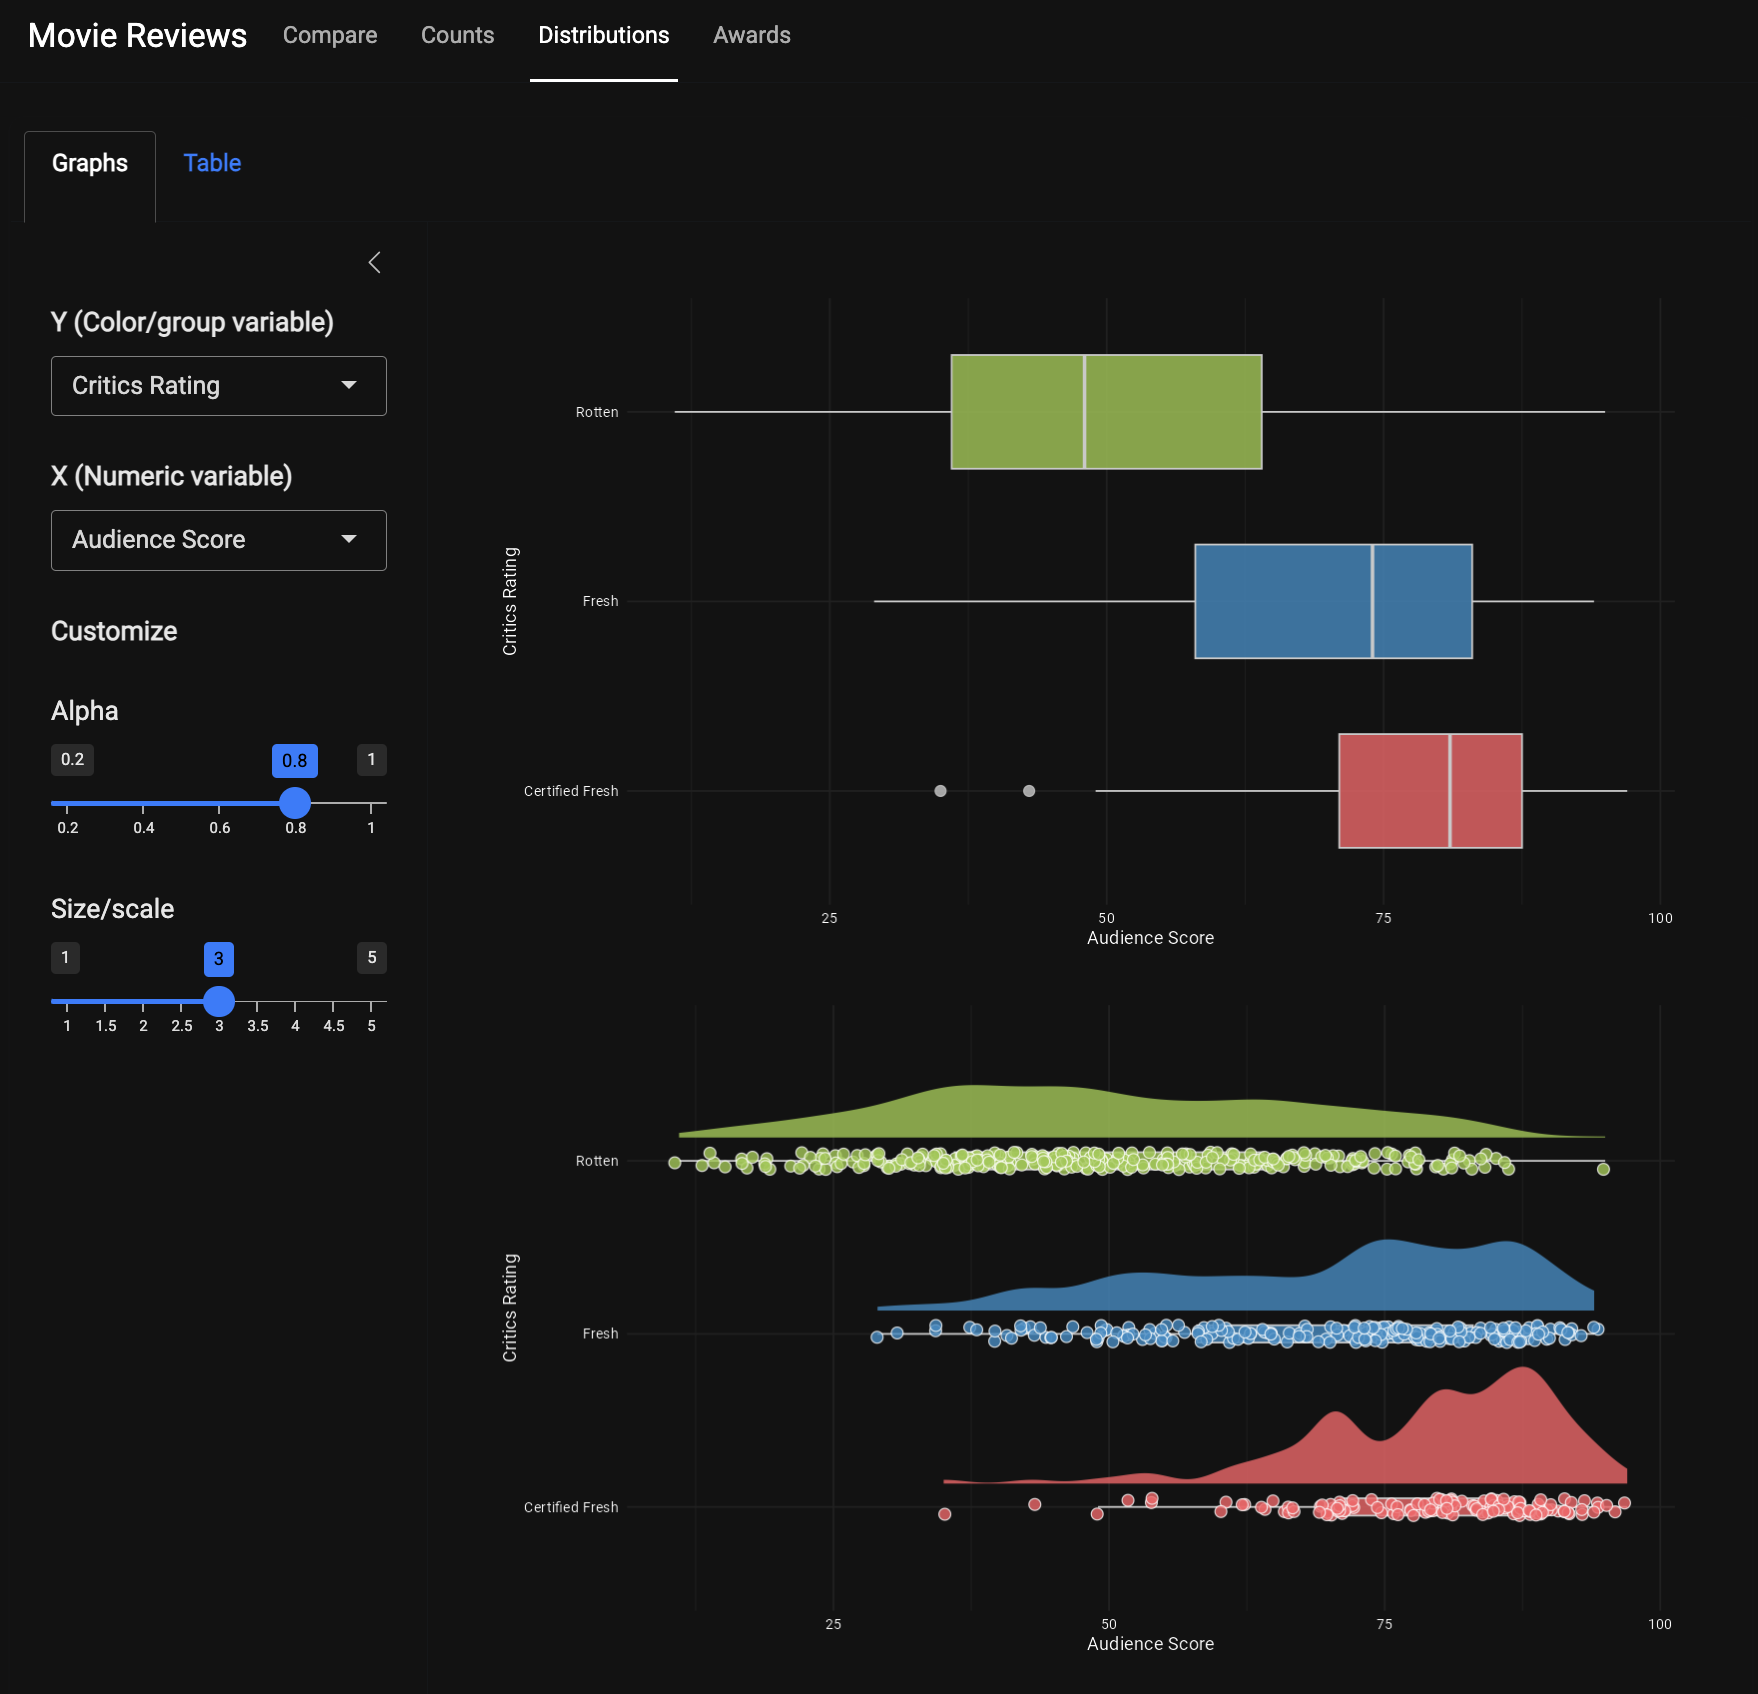 Movie Reviews Compare Counts Distributions Awards
Graphs Table
Y (Color/group variable)
Critics Rating
X (Numeric variable)
Audience Score
Customize
Alpha
0.2 0.8 1
0.2 0.4 0.6 0.8 1
Size/scale
1 3 5
1 1.5 2 2.5 3 3.5 4 4.5 5
Critics Rating
Rotten
Fresh
Certified Fresh
25 50 75 100
Audience Score
Critics Rating
Rotten
Fresh
Certified Fresh
25 50 75 100
Audience Score